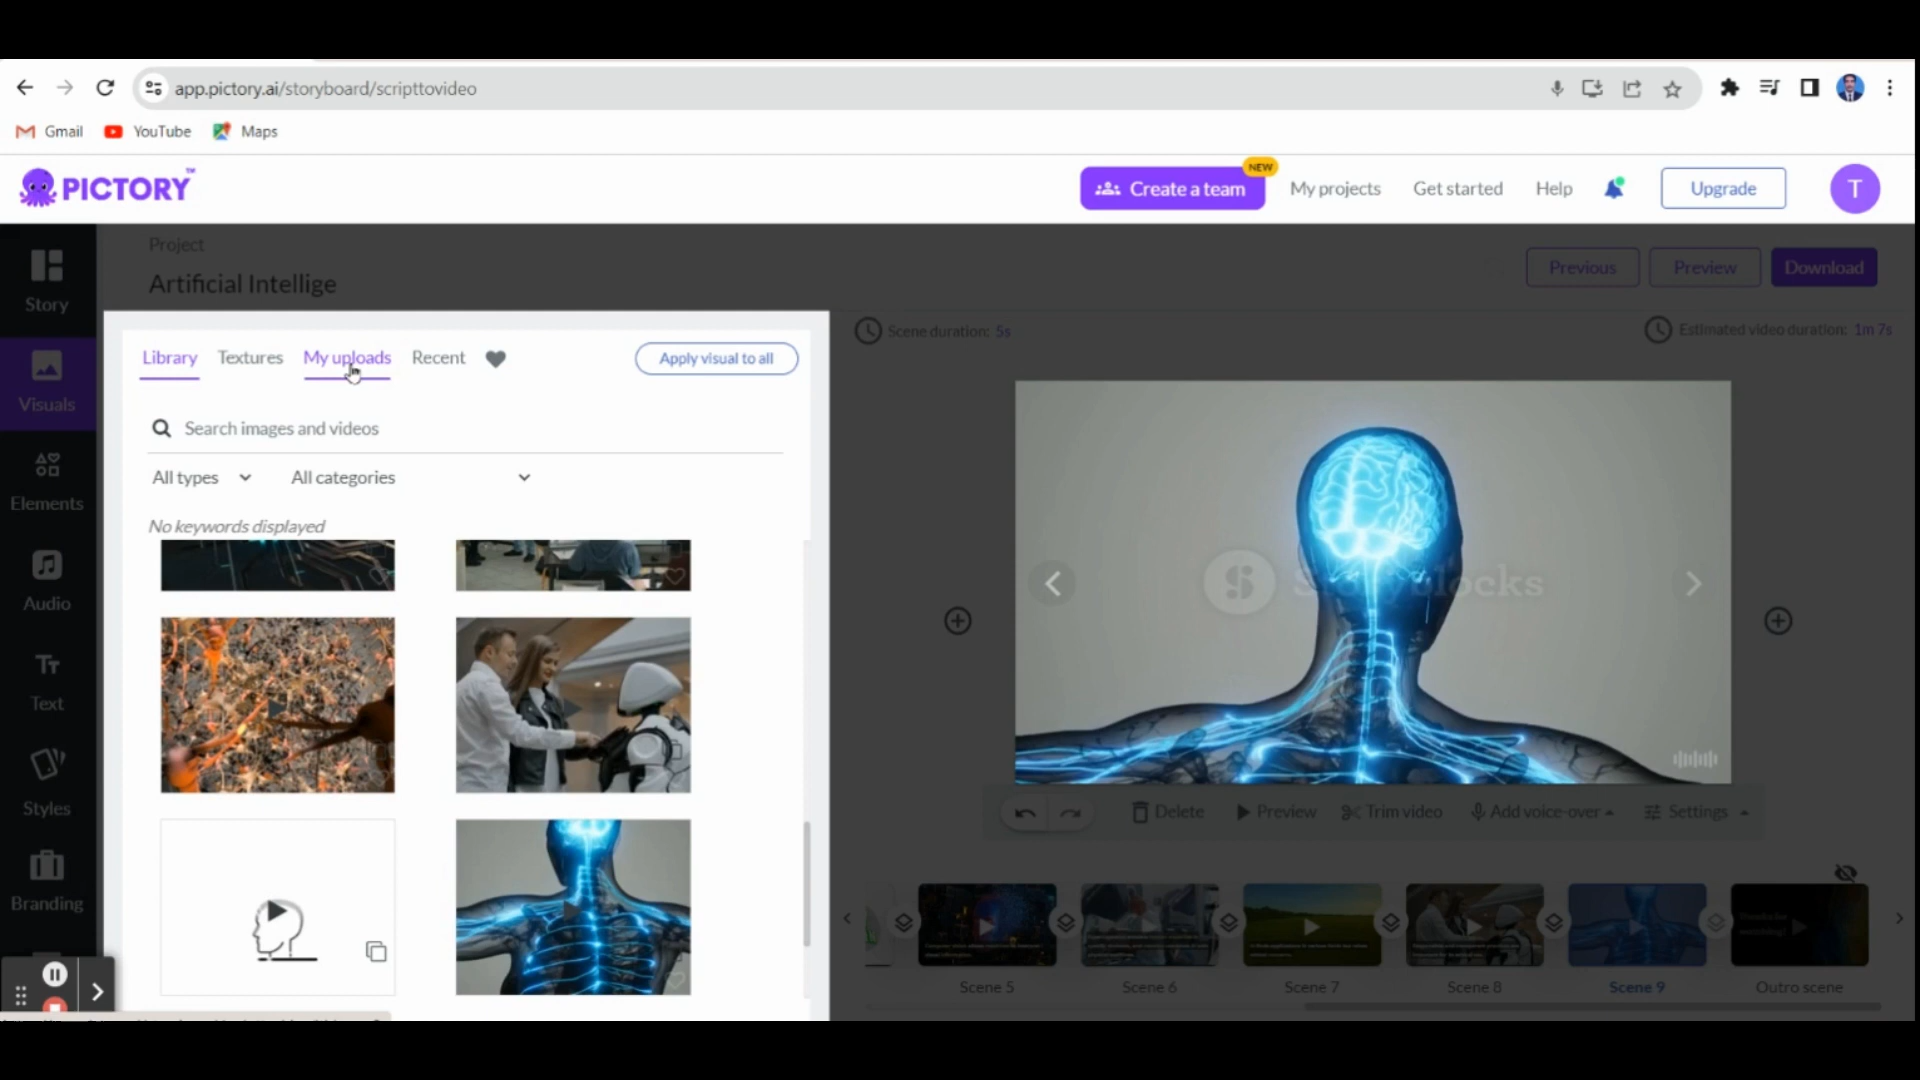 app.pictory.ai/storyboard/scripttovideo
Gmail YouTube Maps
PICTORY™
NEW
Create a team My projects Get started Help Upgrade T
Project
Artificial Intellige
Previous Preview Download
Story
Visuals
Elements
Audio
Text
Styles
Branding
Library Textures My uploads Recent Apply visual to all
Search images and videos
All types All categories
No keywords displayed
Scene duration: 5s
Estimated video duration: 1m 7s
Storyblocks
Delete Preview Trim video Add voice-over Settings
Scene 5 Scene 6 Scene 7 Scene 8 Scene 9 Outro scene